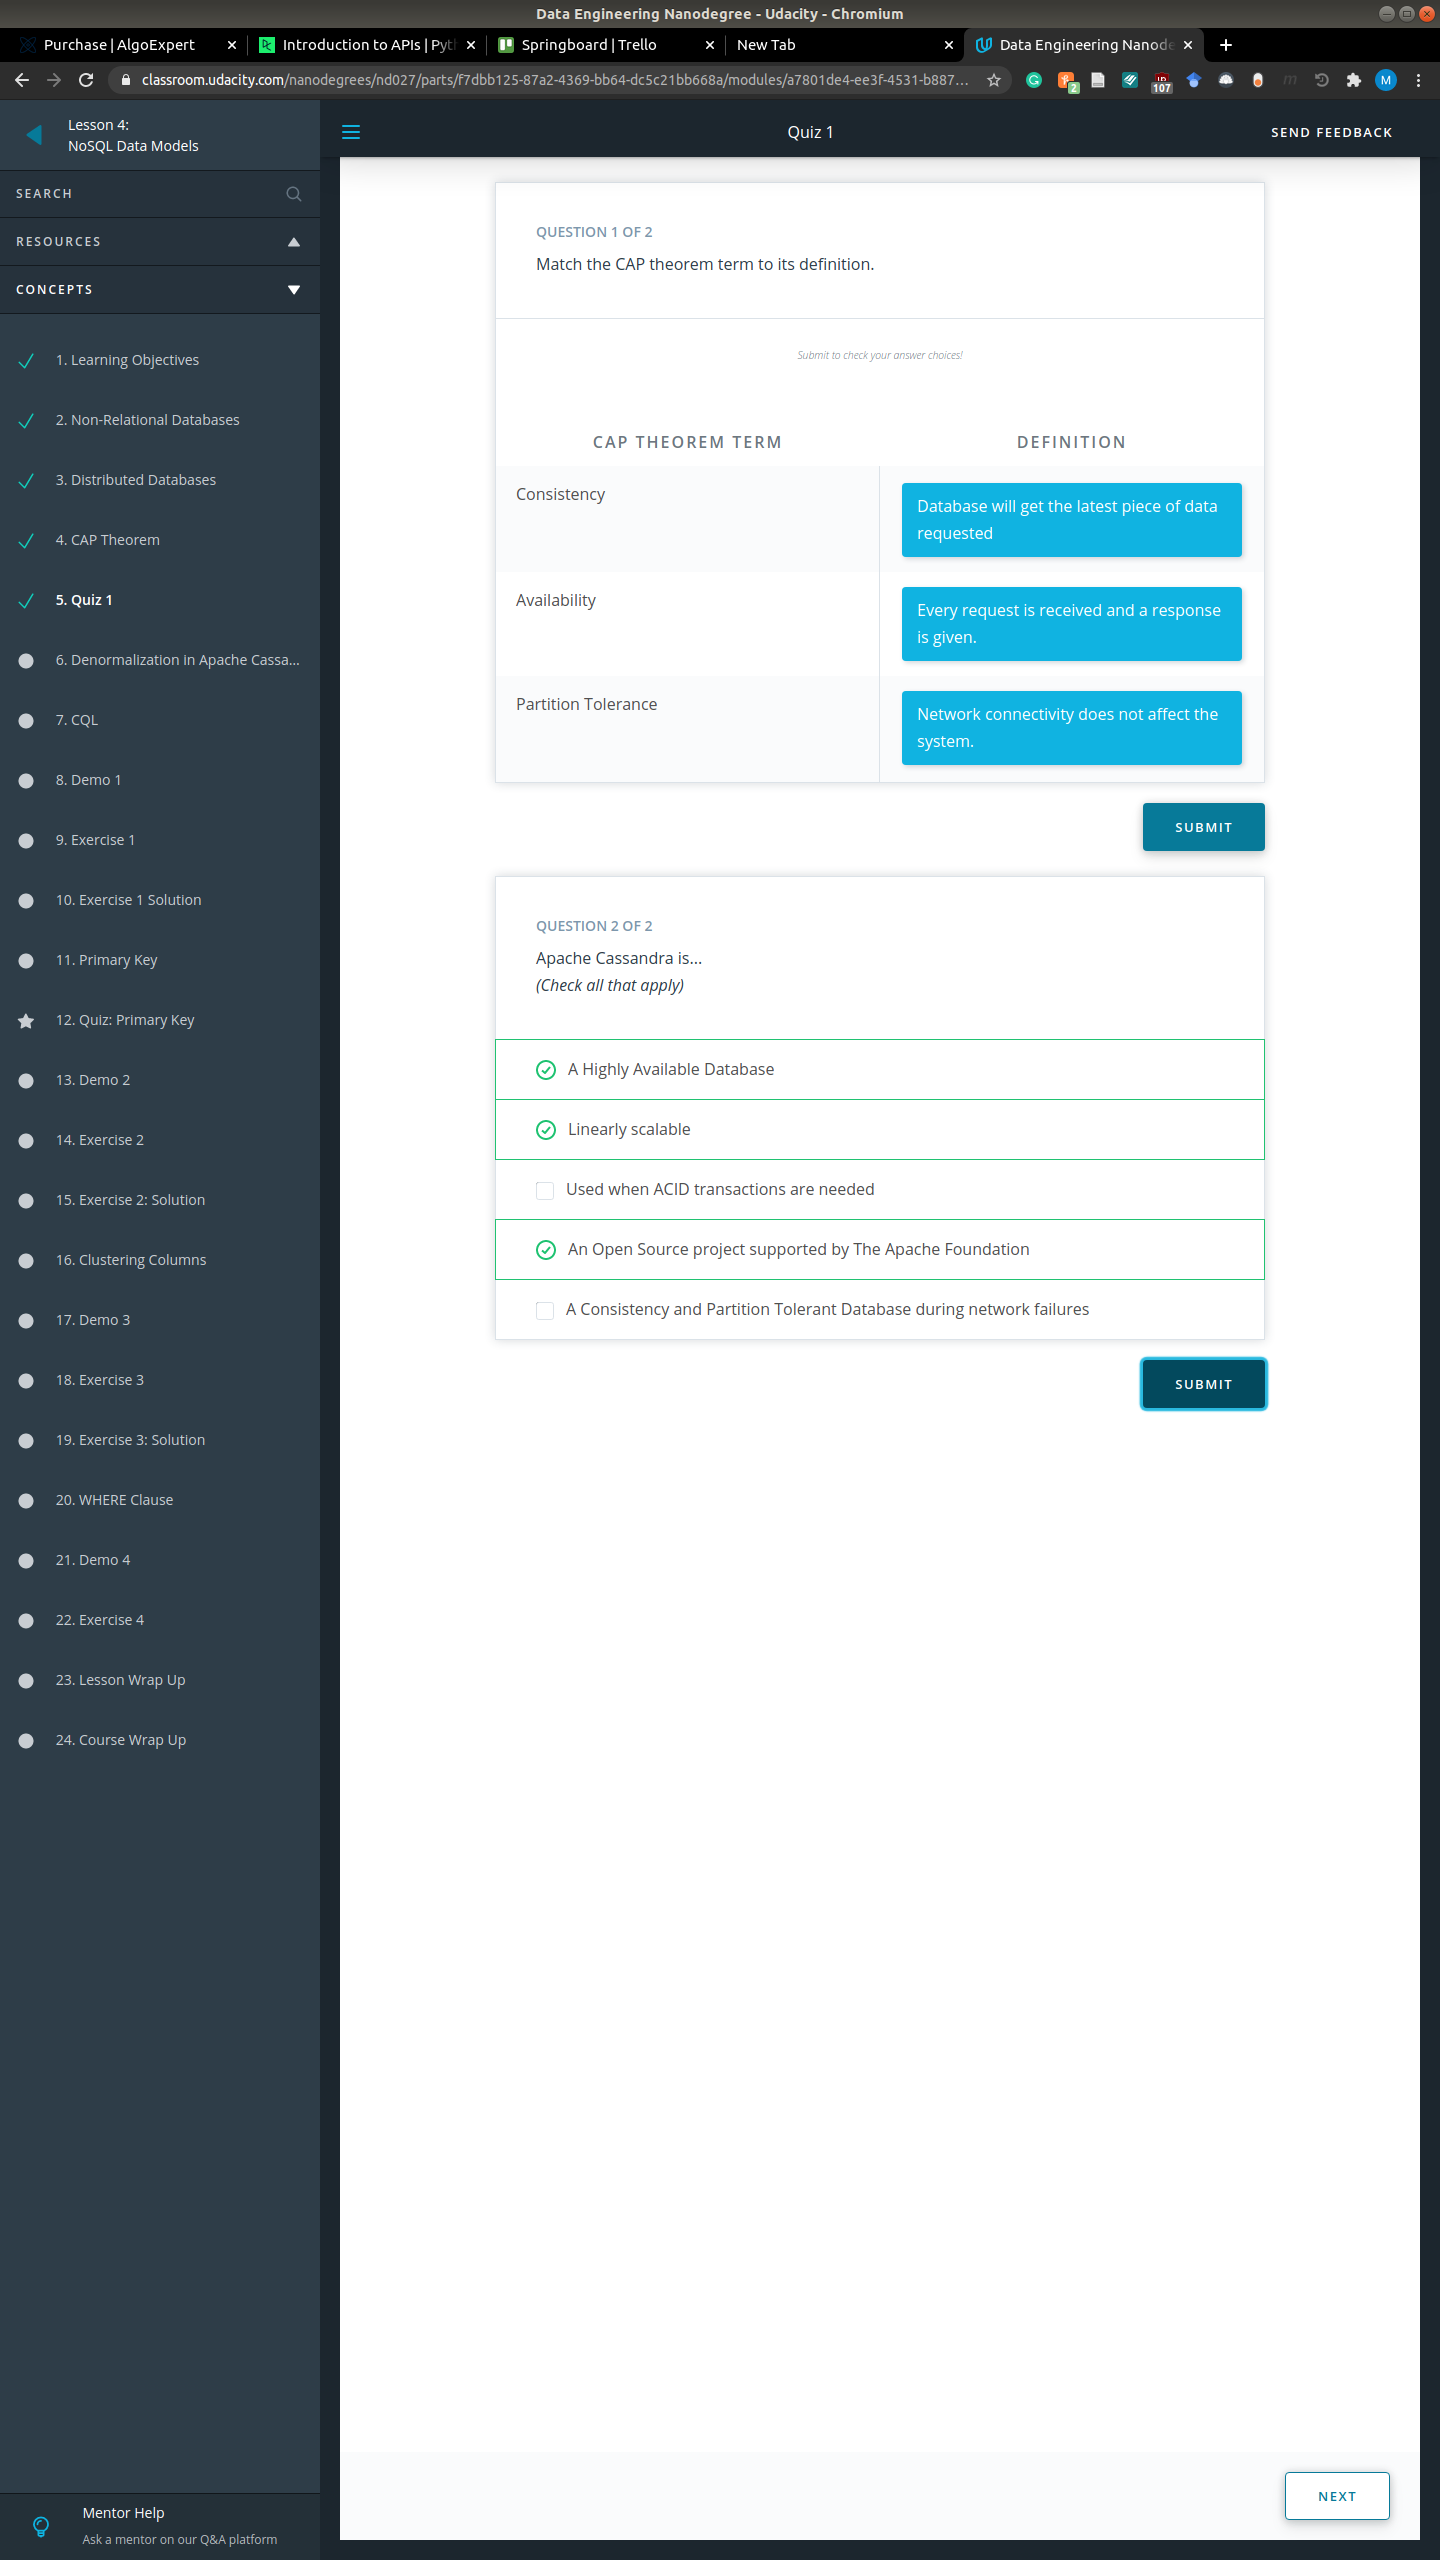 Data Engineering Nanodegree - Udacity - Chromium
Purchase | AlgoExpert
Introduction to APIs | Pyth
Springboard | Trello
New Tab
Data Engineering Nanode
classroom.udacity.com/nanodegrees/nd027/parts/f7dbb125-87a2-4369-bb64-dc5c21bb668a/modules/a7801de4-ee3f-4531-b887...
2
107
M
Lesson 4:
NoSQL Data Models
SEARCH
RESOURCES
CONCEPTS
1. Learning Objectives
2. Non-Relational Databases
3. Distributed Databases
4. CAP Theorem
5. Quiz 1
6. Denormalization in Apache Cassa...
7. CQL
8. Demo 1
9. Exercise 1
10. Exercise 1 Solution
11. Primary Key
12. Quiz: Primary Key
13. Demo 2
14. Exercise 2
15. Exercise 2: Solution
16. Clustering Columns
17. Demo 3
18. Exercise 3
19. Exercise 3: Solution
20. WHERE Clause
21. Demo 4
22. Exercise 4
23. Lesson Wrap Up
24. Course Wrap Up
Mentor Help
Ask a mentor on our Q&A platform
Quiz 1
SEND FEEDBACK
QUESTION 1 OF 2
Match the CAP theorem term to its definition.
Submit to check your answer choices!
CAP THEOREM TERM
DEFINITION
Consistency
Database will get the latest piece of data
requested
Availability
Every request is received and a response
is given.
Partition Tolerance
Network connectivity does not affect the
system.
SUBMIT
QUESTION 2 OF 2
Apache Cassandra is...
(Check all that apply)
A Highly Available Database
Linearly scalable
Used when ACID transactions are needed
An Open Source project supported by The Apache Foundation
A Consistency and Partition Tolerant Database during network failures
SUBMIT
NEXT